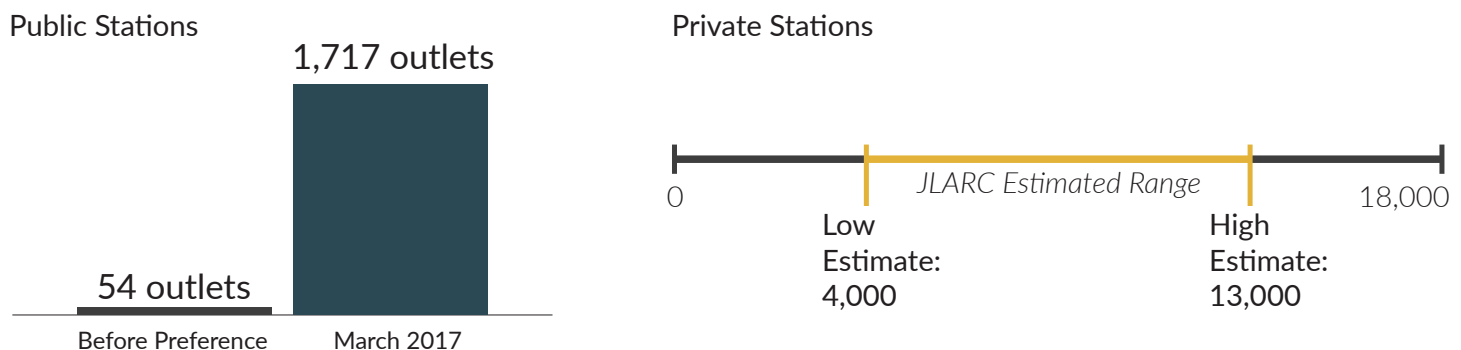 Public Stations
1,717 outlets
54 outlets
Before Preference
March 2017
Private Stations
JLARC Estimated Range
0
18,000
Low
Estimate:
4,000
High
Estimate:
13,000